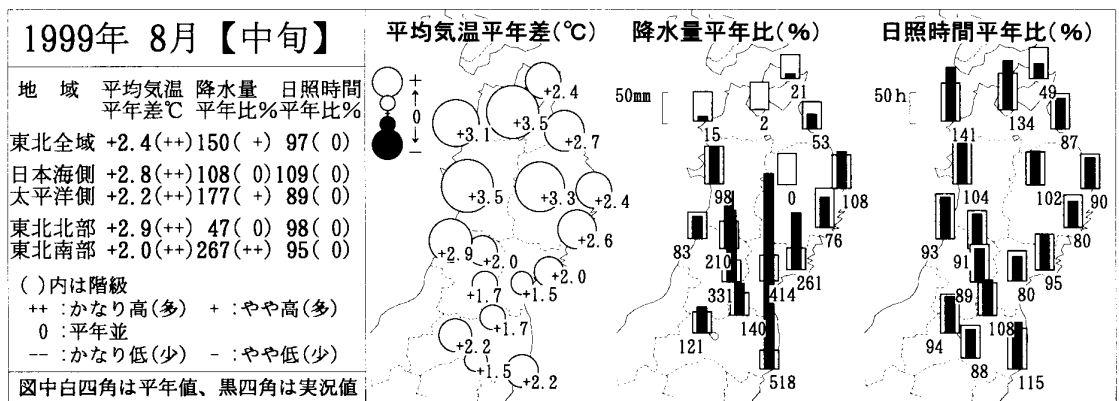 1999年 8月【中旬】
地 域 平均気温 降水量 日照時間
平年差℃ 平年比% 平年比%
東北全域 +2.4(++) 150( +) 97( 0)
日本海側 +2.8(++) 108( 0) 109( 0)
太平洋側 +2.2(++) 177( +) 89( 0)
東北北部 +2.9(++) 47( 0) 98( 0)
東北南部 +2.0(++) 267(++) 95( 0)
( )内は階級
++ :かなり高(多) + :やや高(多)
0 :平年並
-- :かなり低(少) - :やや低(少)
図中白四角は平年値、黒四角は実況値
平均気温平年差(℃)
+
0
−
+2.4
+3.5
+3.1
+2.7
+3.5
+3.3
+2.4
+2.6
+2.9
+2.0
+2.0
+1.7
+1.5
+1.7
+2.2
+1.5
+2.2
降水量平年比(%)
50mm
21
15
2
53
98
0
108
76
83
210
261
331
414
140
121
518
日照時間平年比(%)
50h
49
141
134
87
104
102
90
80
93
91
95
89
80
108
94
88
115